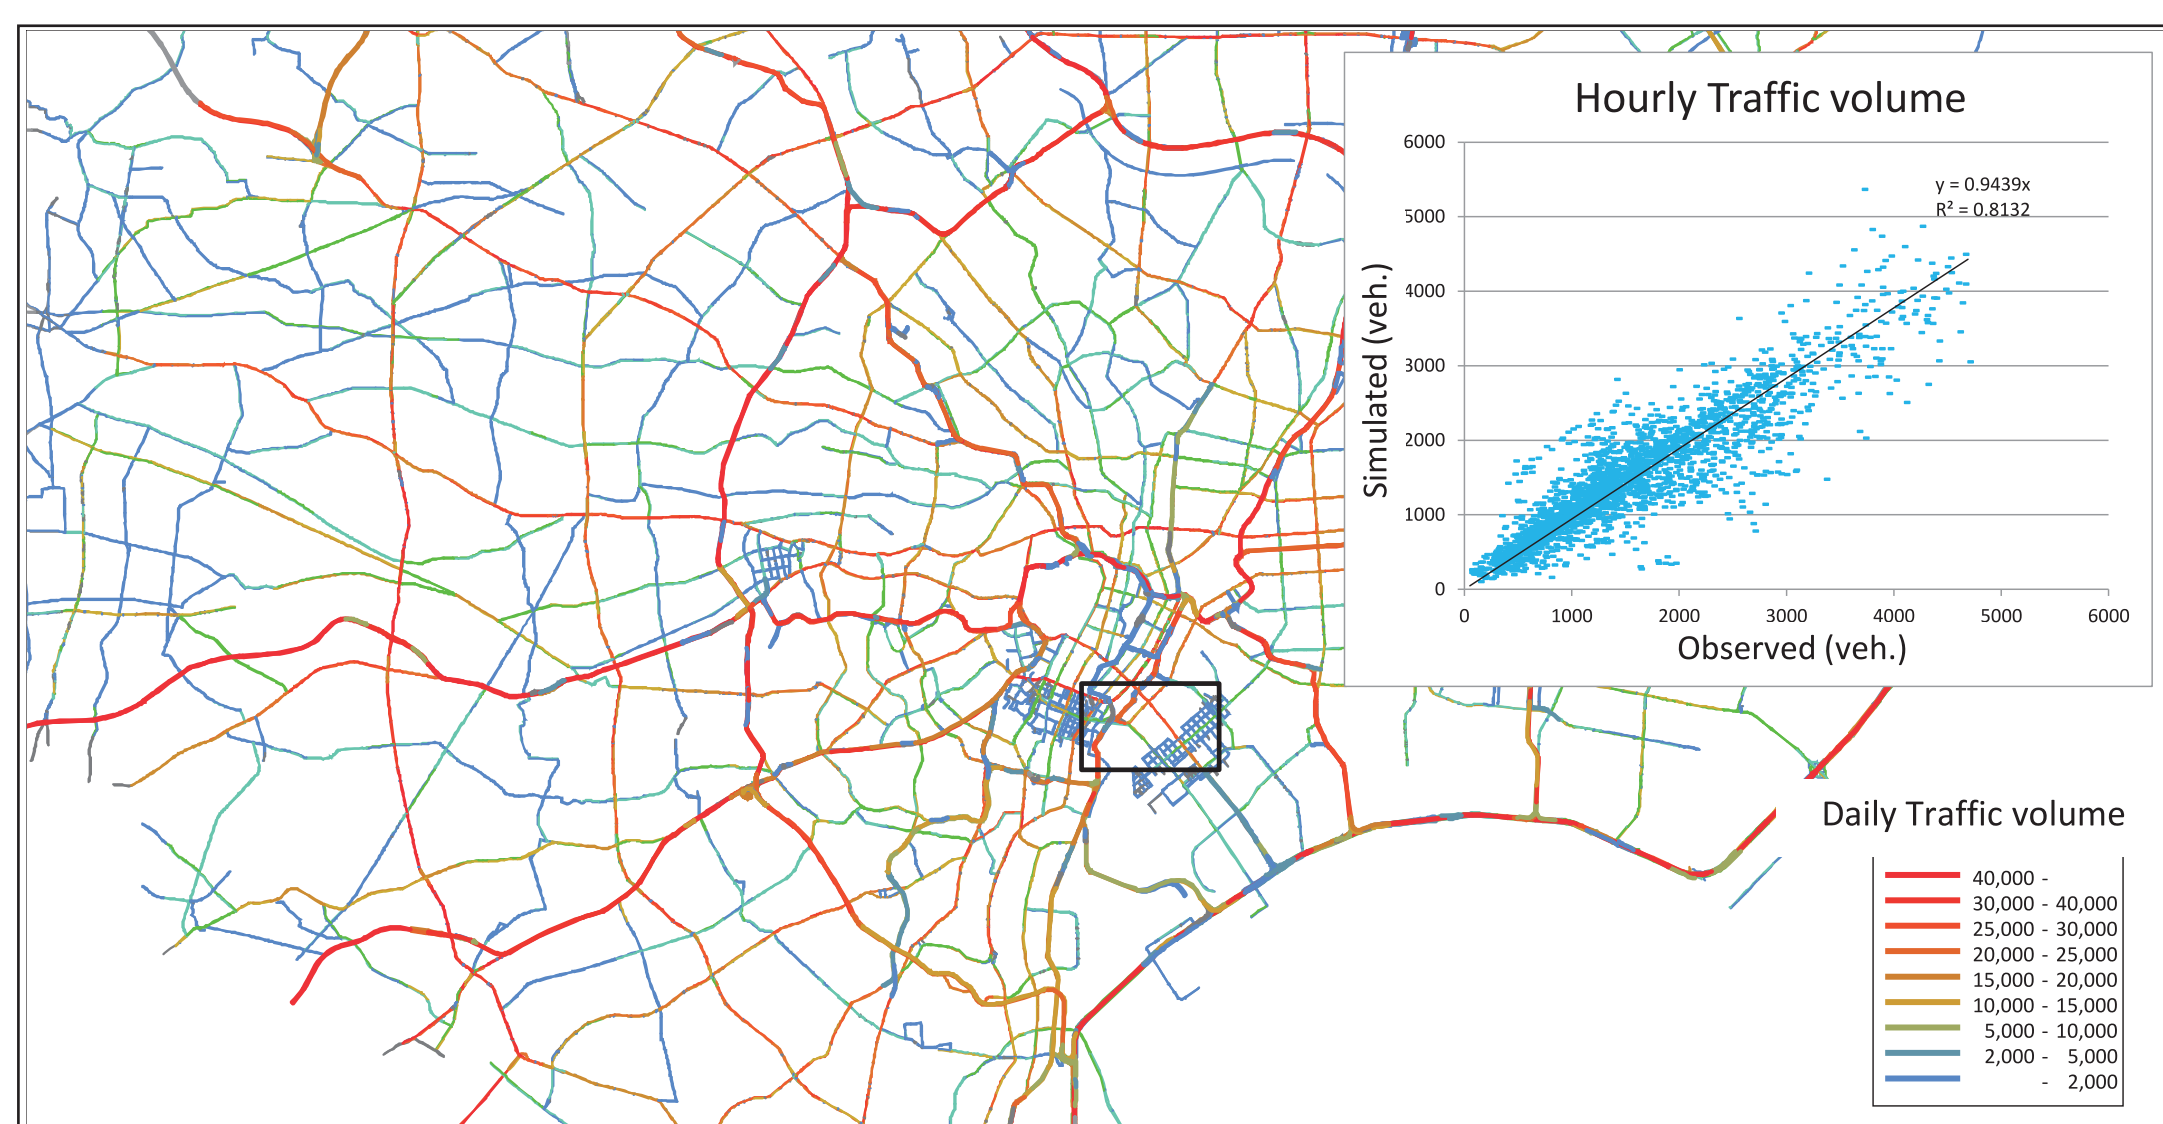 Hourly Traffic volume
y = 0.9439x
R² = 0.8132
Simulated (veh.)
6000
5000
4000
3000
2000
1000
0
0 1000 2000 3000 4000 5000 6000
Observed (veh.)
Daily Traffic volume
40,000 -
30,000 - 40,000
25,000 - 30,000
20,000 - 25,000
15,000 - 20,000
10,000 - 15,000
5,000 - 10,000
2,000 - 5,000
- 2,000